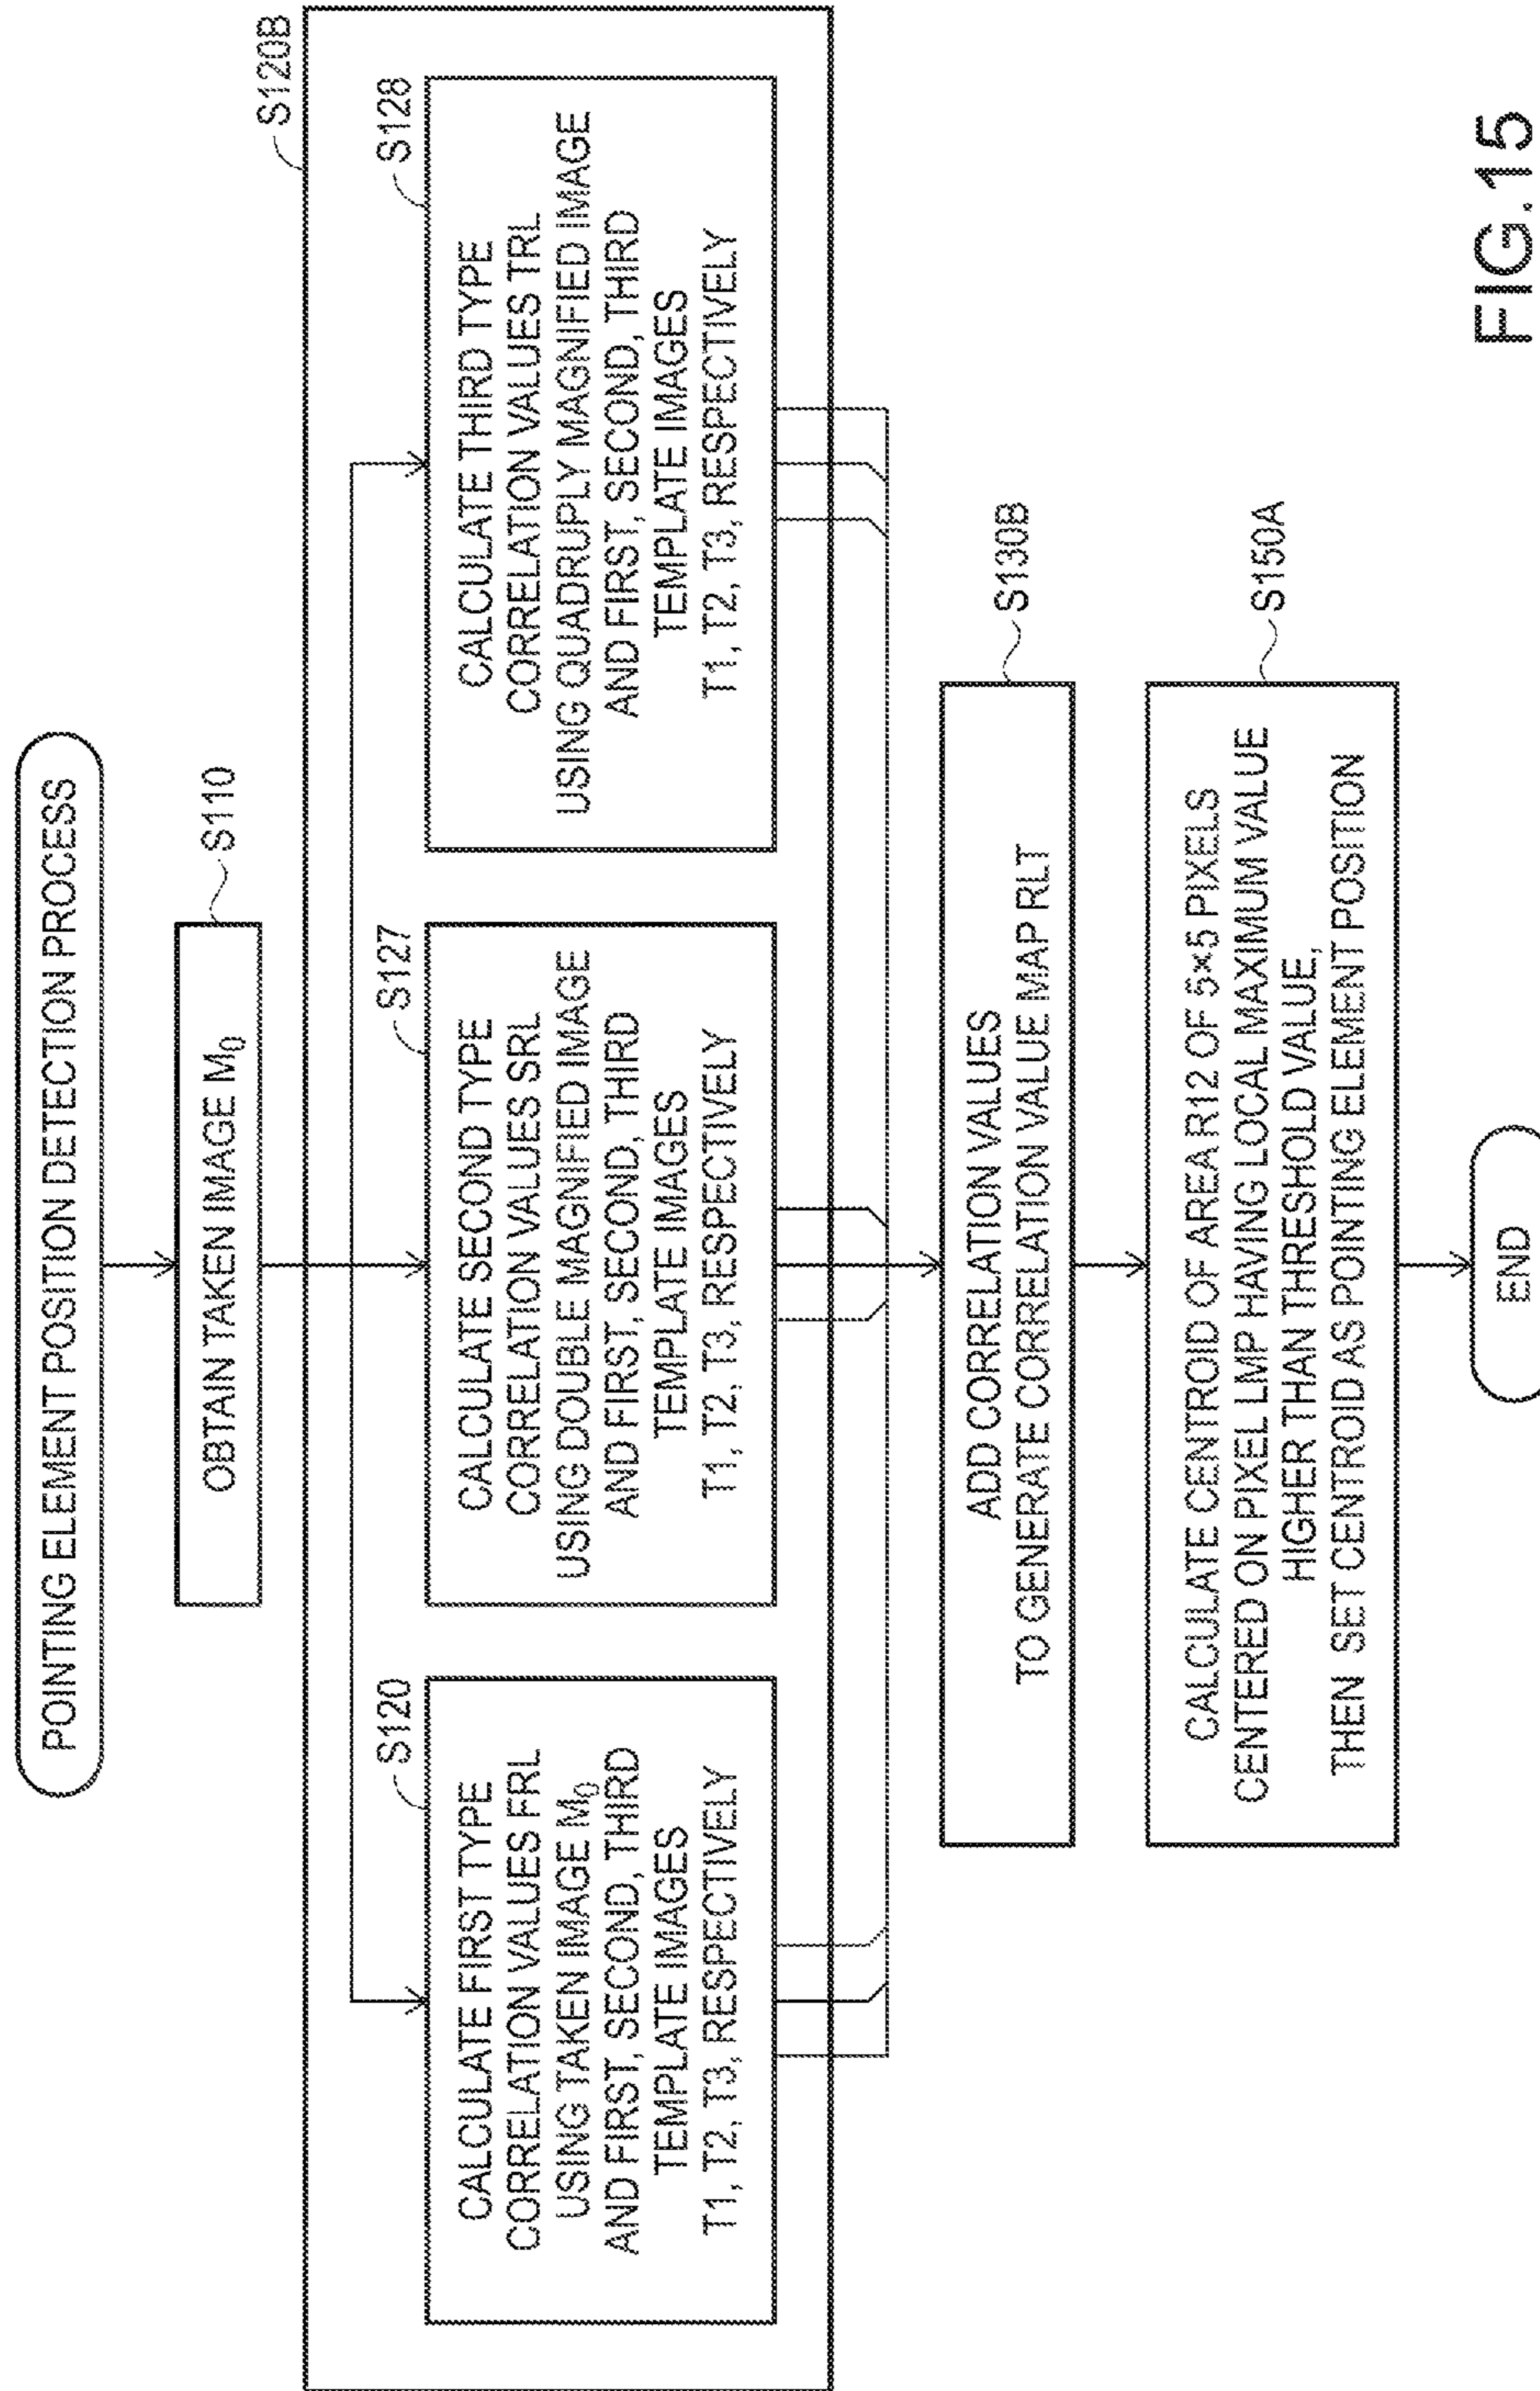 POINTING ELEMENT POSITION DETECTION PROCESS
OBTAIN TAKEN IMAGE M0
S110
S120B
S120
CALCULATE FIRST TYPE
CORRELATION VALUES FRL
USING TAKEN IMAGE M0
AND FIRST, SECOND, THIRD
TEMPLATE IMAGES
T1, T2, T3, RESPECTIVELY
S127
CALCULATE SECOND TYPE
CORRELATION VALUES SRL
USING DOUBLE MAGNIFIED IMAGE
AND FIRST, SECOND, THIRD
TEMPLATE IMAGES
T1, T2, T3, RESPECTIVELY
S128
CALCULATE THIRD TYPE
CORRELATION VALUES TRL
USING QUADRUPLY MAGNIFIED IMAGE
AND FIRST, SECOND, THIRD
TEMPLATE IMAGES
T1, T2, T3, RESPECTIVELY
S130B
ADD CORRELATION VALUES
TO GENERATE CORRELATION VALUE MAP RLT
S150A
CALCULATE CENTROID OF AREA R12 OF 5×5 PIXELS
CENTERED ON PIXEL LMP HAVING LOCAL MAXIMUM VALUE
HIGHER THAN THRESHOLD VALUE,
THEN SET CENTROID AS POINTING ELEMENT POSITION
END
FIG.15